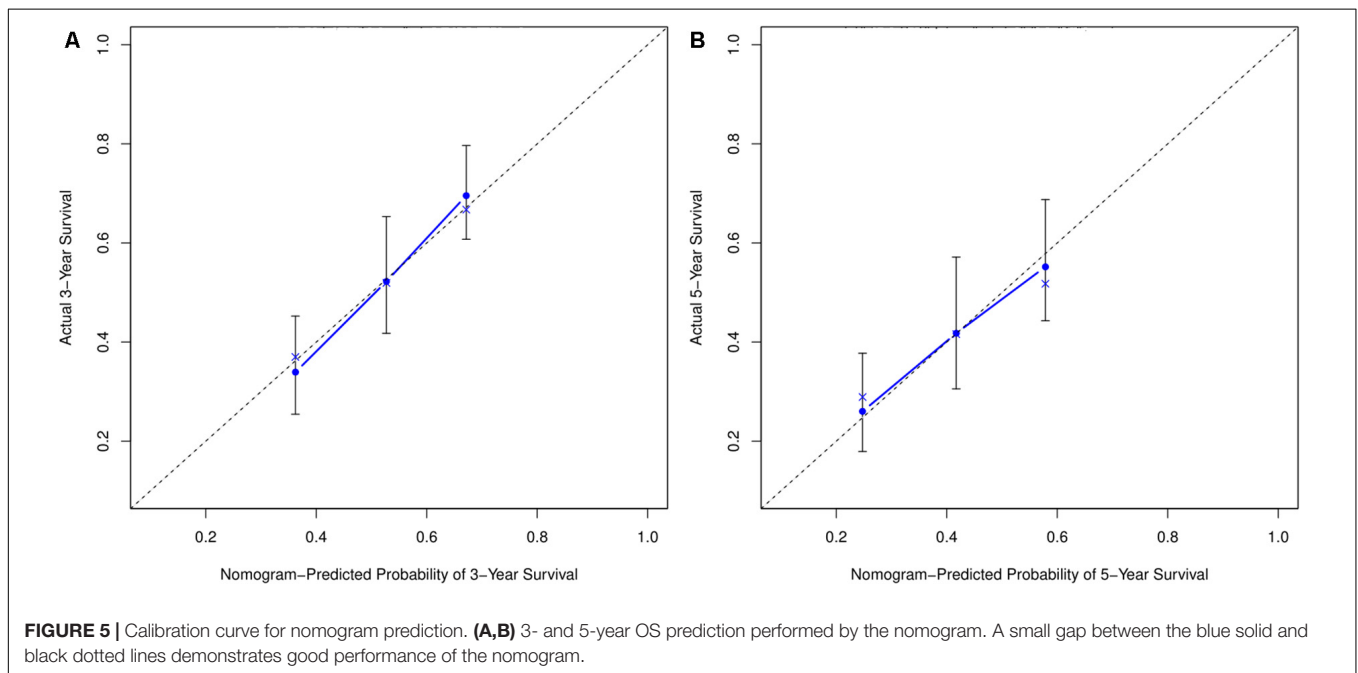 A
1.0
0.8
0.6
0.4
0.2
Actual 3−Year Survival
0.2 0.4 0.6 0.8 1.0
Nomogram−Predicted Probability of 3−Year Survival
B
1.0
0.8
0.6
0.4
0.2
Actual 5−Year Survival
0.2 0.4 0.6 0.8 1.0
Nomogram−Predicted Probability of 5−Year Survival
FIGURE 5 | Calibration curve for nomogram prediction. (A,B) 3- and 5-year OS prediction performed by the nomogram. A small gap between the blue solid and
black dotted lines demonstrates good performance of the nomogram.